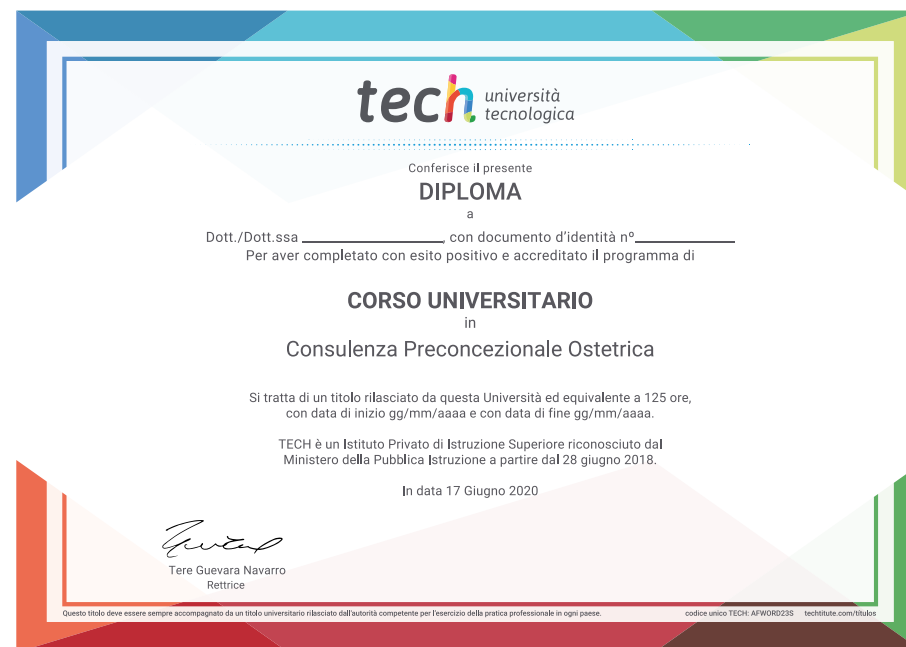 tech università
tecnologica
Conferisce il presente
DIPLOMA
a
Dott./Dott.ssa ____________________, con documento d'identità nº______________
Per aver completato con esito positivo e accreditato il programma di
CORSO UNIVERSITARIO
in
Consulenza Preconcezionale Ostetrica
Si tratta di un titolo rilasciato da questa Università ed equivalente a 125 ore,
con data di inizio gg/mm/aaaa e con data di fine gg/mm/aaaa.
TECH è un Istituto Privato di Istruzione Superiore riconosciuto dal
Ministero della Pubblica Istruzione a partire dal 28 giugno 2018.
In data 17 Giugno 2020
Tere Guevara Navarro
Rettrice
Questo titolo deve essere sempre accompagnato da un titolo universitario rilasciato dall'autorità competente per l'esercizio della pratica professionale in ogni paese. codice unico TECH: AFWORD23S techtitute.com/títulos